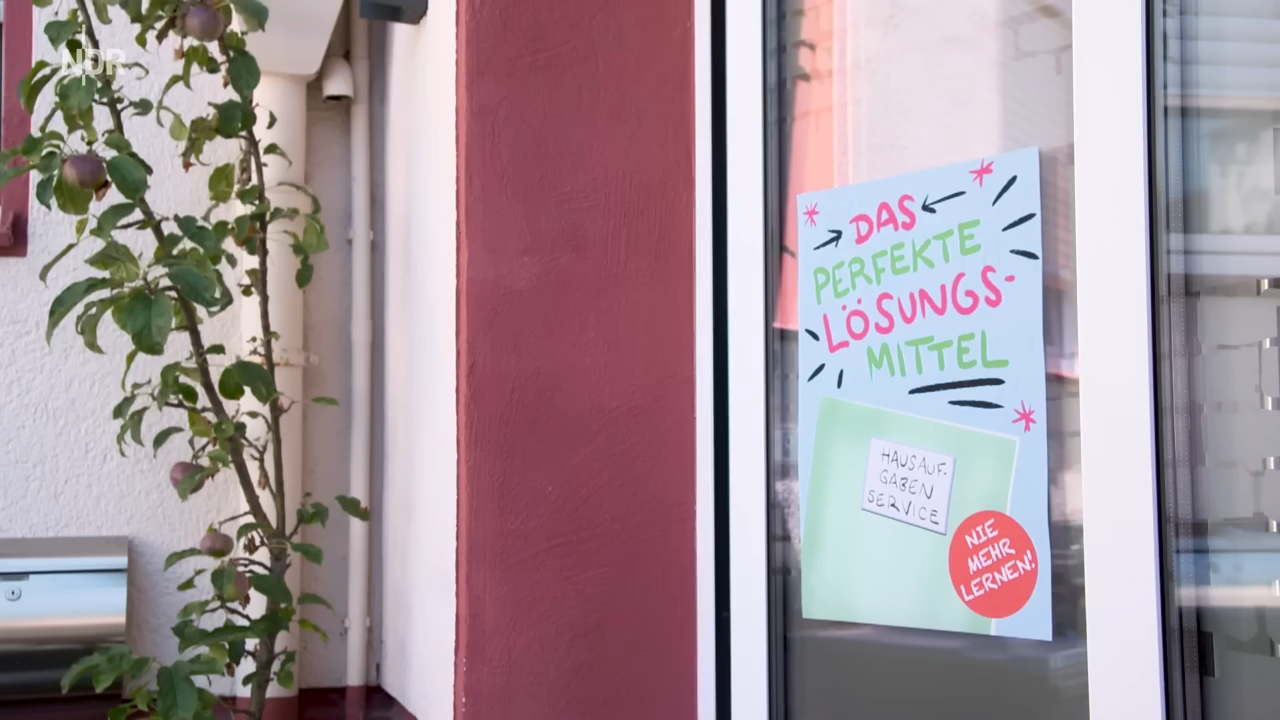 NDR
DAS
PERFEKTE
LÖSUNGS-
MITTEL
HAUSAUF-
GABEN
SERVICE
NIE
MEHR
LERNEN!